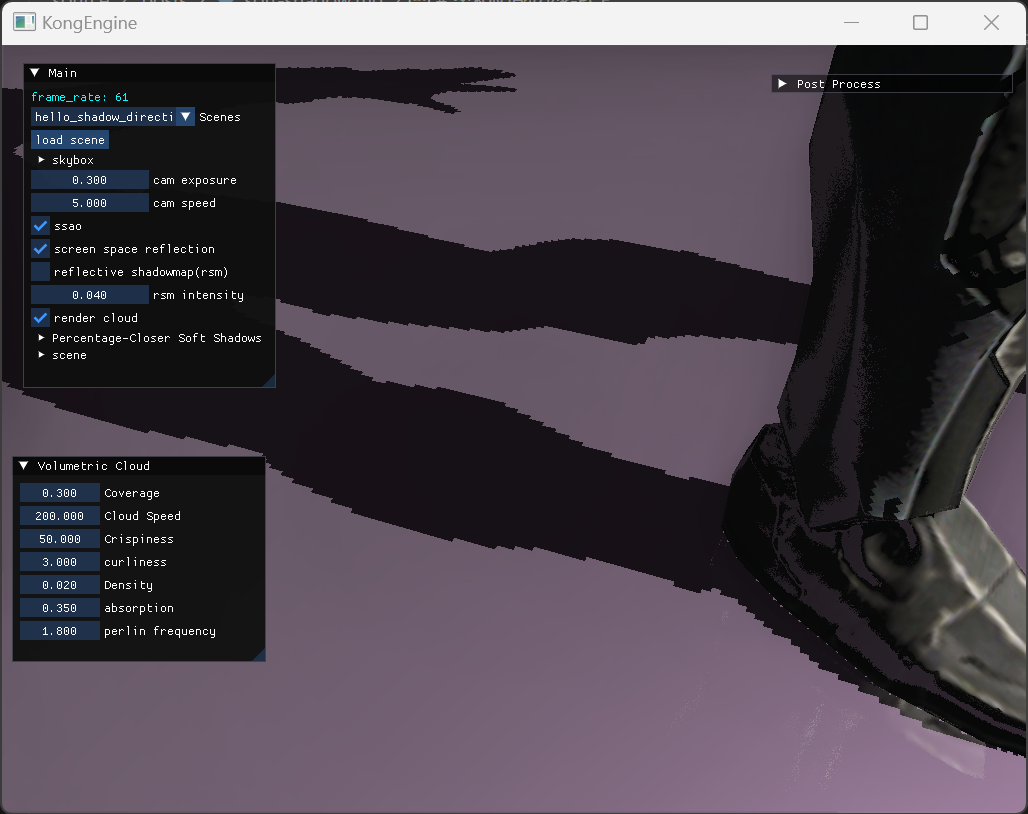 KongEngine
Main
frame_rate: 61
hello_shadow_directi Scenes
load scene
skybox
0.300 cam exposure
5.000 cam speed
ssao
screen space reflection
reflective shadowmap(rsm)
0.040 rsm intensity
render cloud
Percentage-Closer Soft Shadows
scene
Post Process
Volumetric Cloud
0.300 Coverage
200.000 Cloud Speed
50.000 Crispiness
3.000 curliness
0.020 Density
0.350 absorption
1.800 perlin frequency